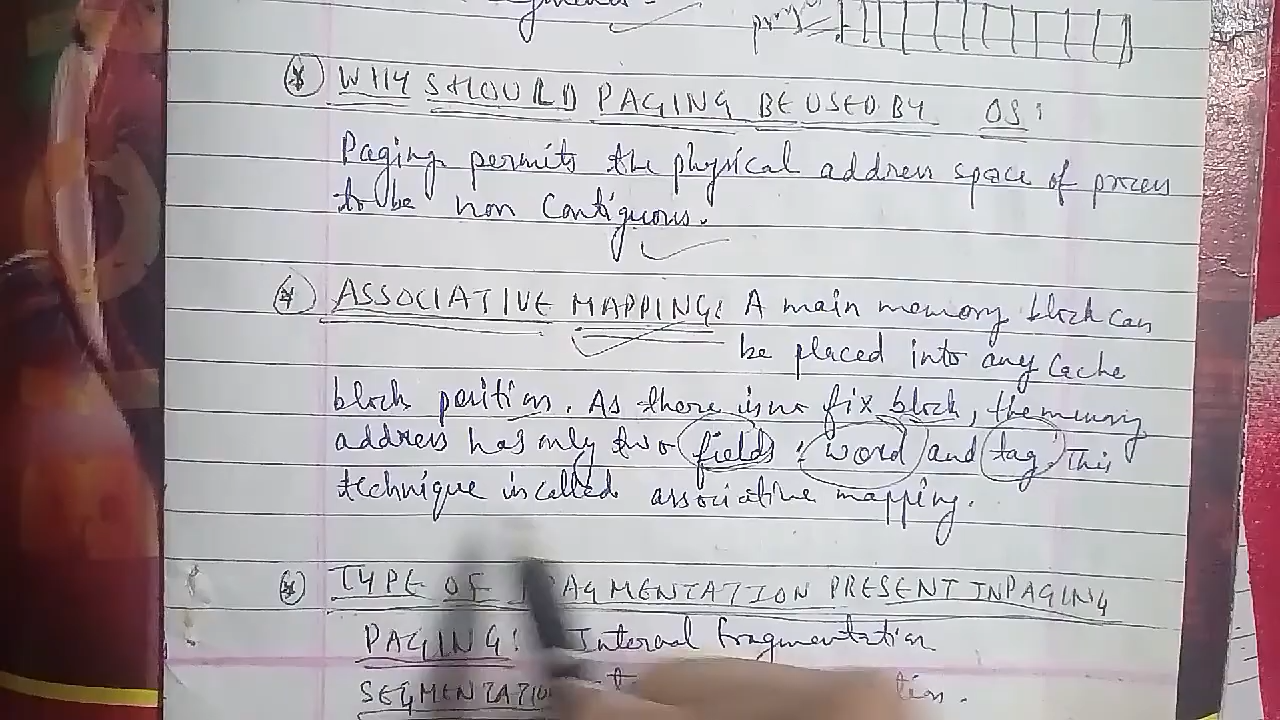 WHY SHOULD PAGING BE USED BY OS:
Paging permits the physical address space of process
to be non contiguous.
ASSOCIATIVE MAPPING: A main memory block can
be placed into any cache
block position. As there is no fix block, the memory
address has only two fields : word and tag. This
technique is called associative mapping.
TYPE OF PRESENT IN PAGING
PAGING: Internal fragmentation